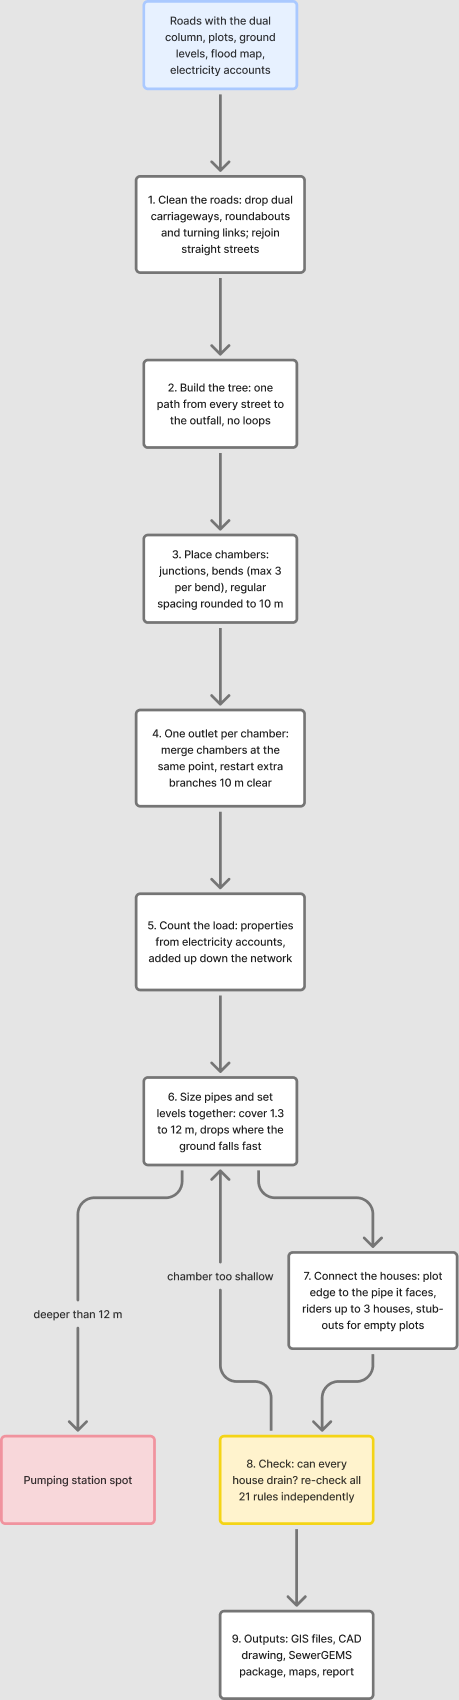 Roads with the dual
column, plots, ground
levels, flood map,
electricity accounts
1. Clean the roads: drop dual
carriageways, roundabouts
and turning links; rejoin
straight streets
2. Build the tree: one
path from every street to
the outfall, no loops
3. Place chambers:
junctions, bends (max 3
per bend), regular
spacing rounded to 10 m
4. One outlet per chamber:
merge chambers at the
same point, restart extra
branches 10 m clear
5. Count the load: properties
from electricity accounts,
added up down the network
6. Size pipes and set
levels together: cover 1.3
to 12 m, drops where the
ground falls fast
chamber too shallow
7. Connect the houses: plot
edge to the pipe it faces,
riders up to 3 houses, stub-
outs for empty plots
deeper than 12 m
Pumping station spot
8. Check: can every
house drain? re-check all
21 rules independently
9. Outputs: GIS files, CAD
drawing, SewerGEMS
package, maps, report